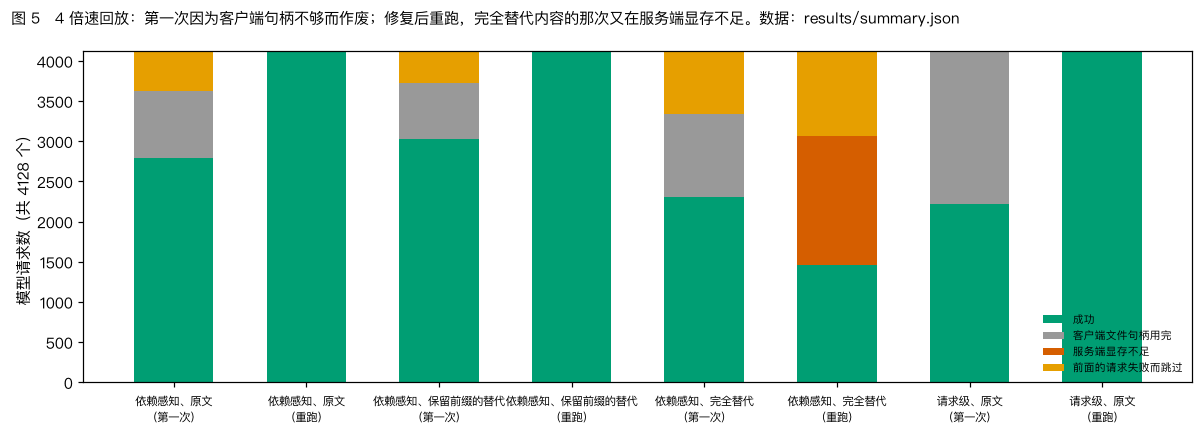 图 5　4 倍速回放：第一次因为客户端句柄不够而作废；修复后重跑，完全替代内容的那次又在服务端显存不足。数据：results/summary.json
模型请求数（共 4128 个）
4000
3500
3000
2500
2000
1500
1000
500
0
成功
客户端文件句柄用完
服务端显存不足
前面的请求失败而跳过
依赖感知、原文
（第一次）
依赖感知、原文
（重跑）
依赖感知、保留前缀的替代
（第一次）
依赖感知、保留前缀的替代
（重跑）
依赖感知、完全替代
（第一次）
依赖感知、完全替代
（重跑）
请求级、原文
（第一次）
请求级、原文
（重跑）